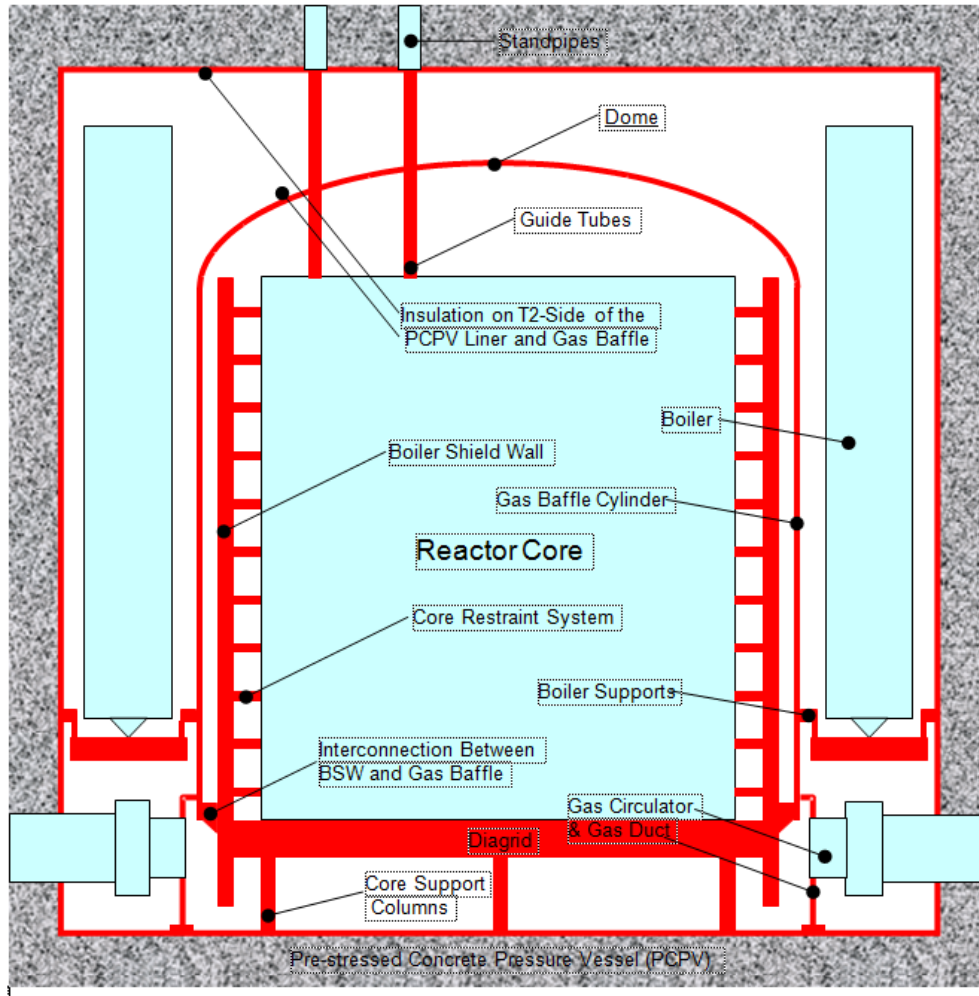 Standpipes
Dome
Guide Tubes
Insulation on T2-Side of the
PCPV Liner and Gas Baffle
Boiler
Boiler Shield Wall
Gas Baffle Cylinder
Reactor Core
Core Restraint System
Boiler Supports
Interconnection Between
BSW and Gas Baffle
Gas Circulator
& Gas Duct
Diagrid
Core Support
Columns
Pre-stressed Concrete Pressure Vessel (PCPV)